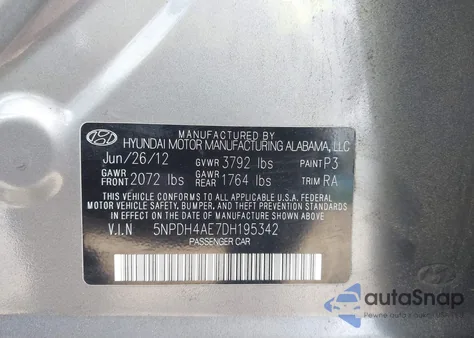 MANUFACTURED BY
HYUNDAI MOTOR MANUFACTURING ALABAMA, LLC
Jun/26/12 GVWR 3792 lbs PAINT P3
GAWR FRONT 2072 lbs GAWR REAR 1764 lbs TRIM RA
THIS VEHICLE CONFORMS TO ALL APPLICABLE U.S.A FEDERAL
MOTOR VEHICLE SAFETY, BUMPER, AND THEFT PREVENTION STANDARDS
IN EFFECT ON THE DATE OF MANUFACTURE SHOWN ABOVE.
V.I.N 5NPDH4AE7DH195342
PASSENGER CAR
autoSnap
Pewne auta z